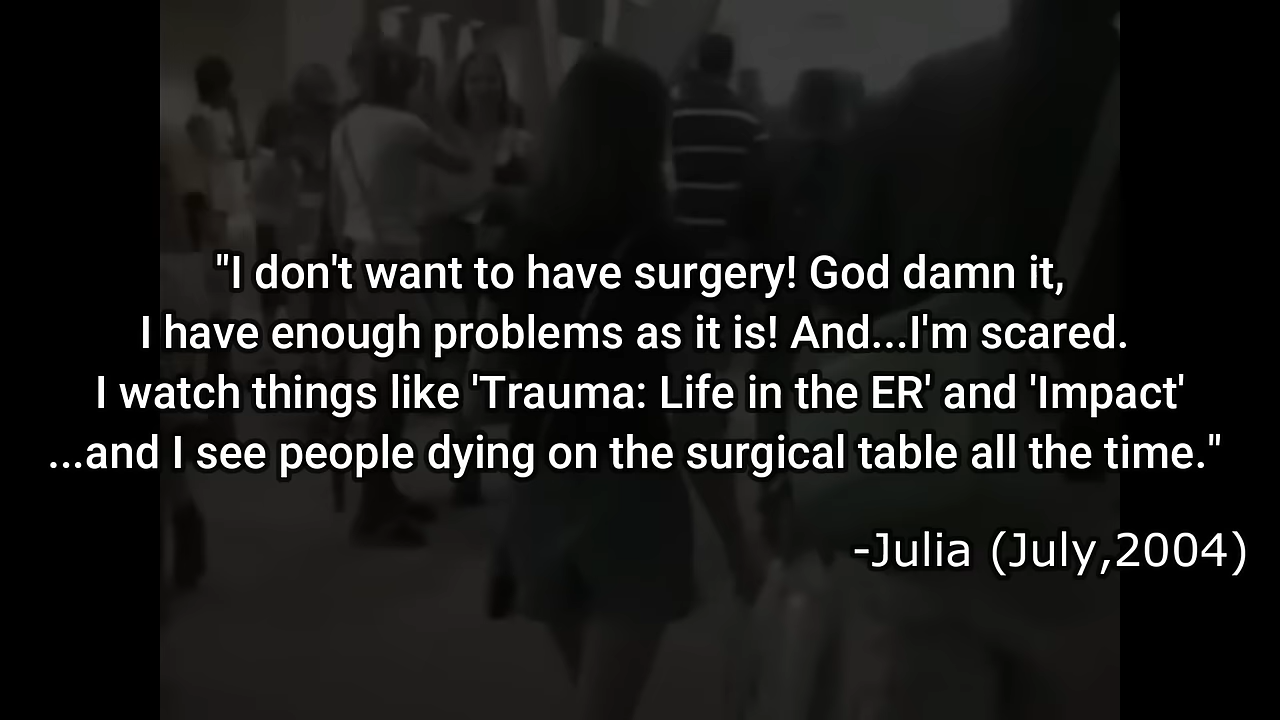 "I don't want to have surgery! God damn it,
I have enough problems as it is! And...I'm scared.
I watch things like 'Trauma: Life in the ER' and 'Impact'
...and I see people dying on the surgical table all the time."
-Julia (July,2004)